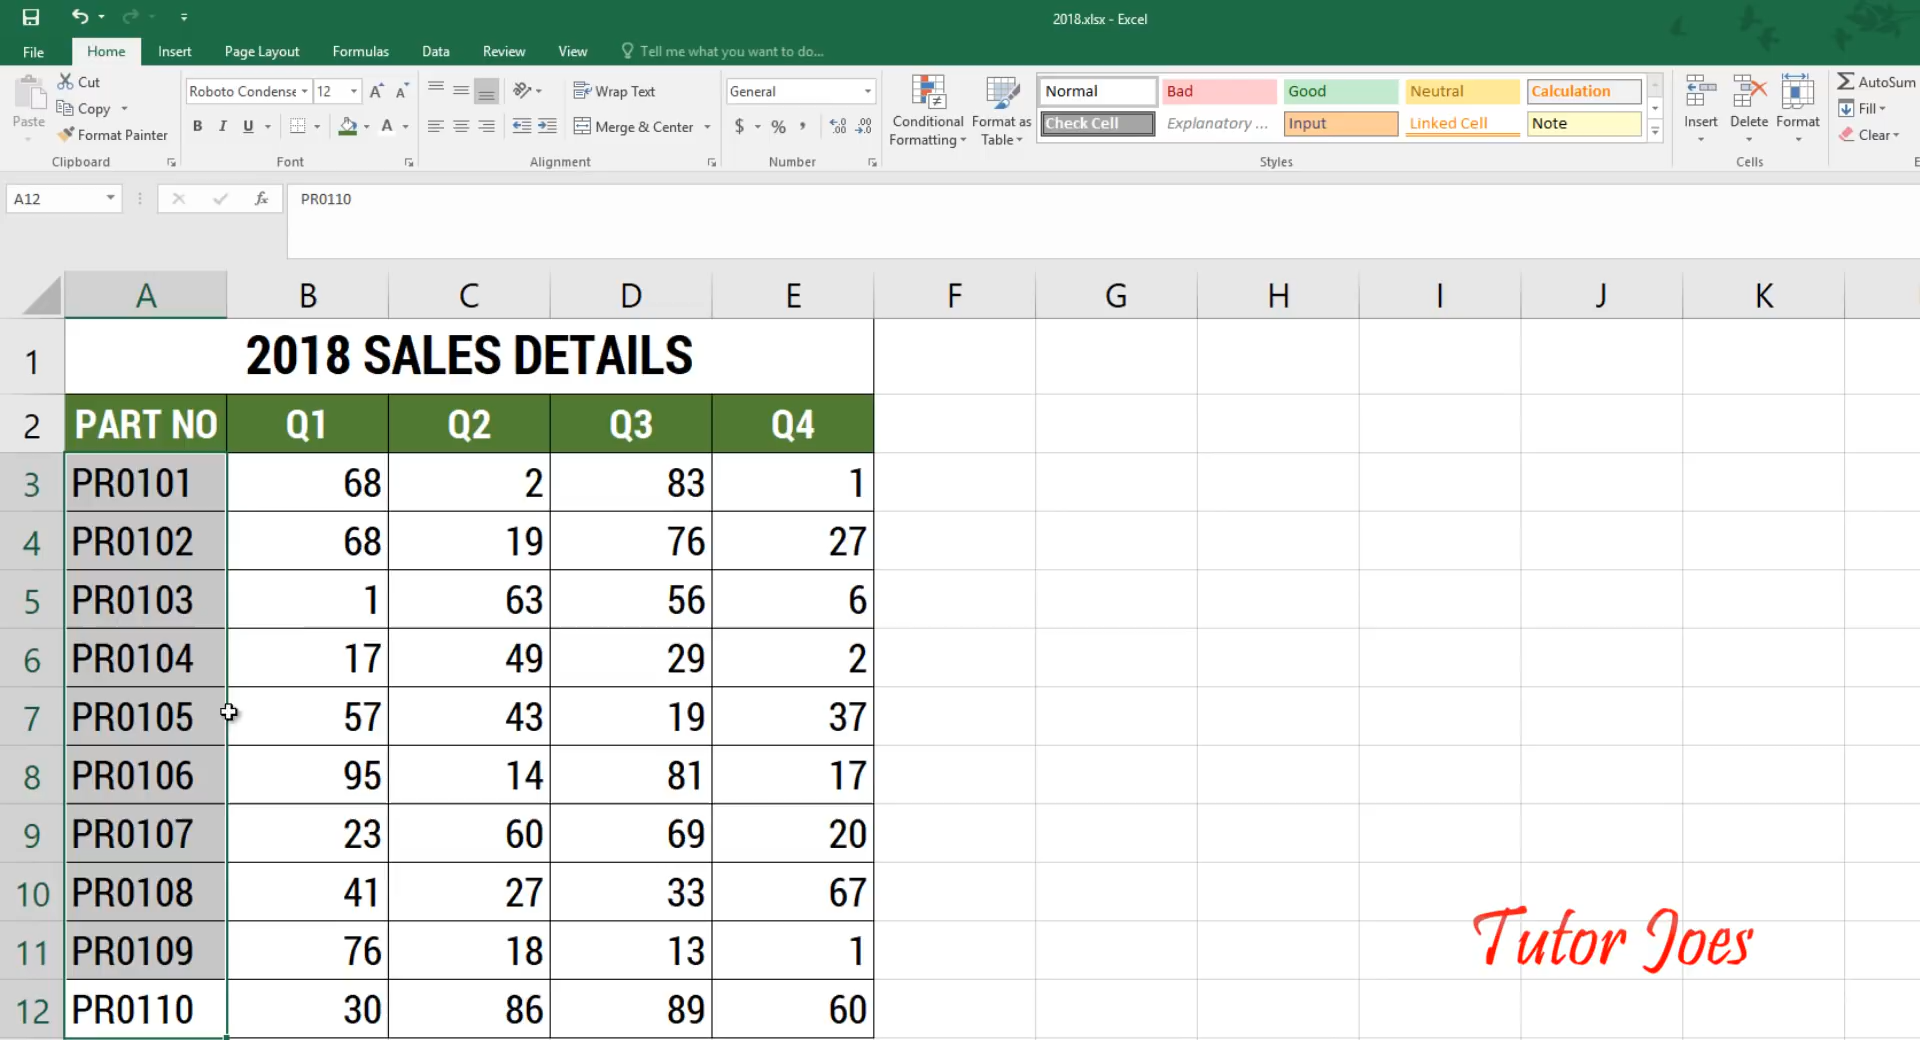 2018.xlsx - Excel
File Home Insert Page Layout Formulas Data Review View Tell me what you want to do...
Paste
Cut
Copy
Format Painter
Clipboard
Roboto Condense 12
B I U
Font
Wrap Text
Merge & Center
Alignment
General
$ % ,
Number
Conditional Formatting
Format as Table
Normal Bad Good Neutral Calculation
Check Cell Explanatory ... Input Linked Cell Note
Styles
Insert Delete Format
Cells
AutoSum
Fill
Clear
A12 fx PR0110
A B C D E F G H I J K
1 2018 SALES DETAILS
2 PART NO Q1 Q2 Q3 Q4
3 PR0101 68 2 83 1
4 PR0102 68 19 76 27
5 PR0103 1 63 56 6
6 PR0104 17 49 29 2
7 PR0105 57 43 19 37
8 PR0106 95 14 81 17
9 PR0107 23 60 69 20
10 PR0108 41 27 33 67
11 PR0109 76 18 13 1
12 PR0110 30 86 89 60
Tutor Joes